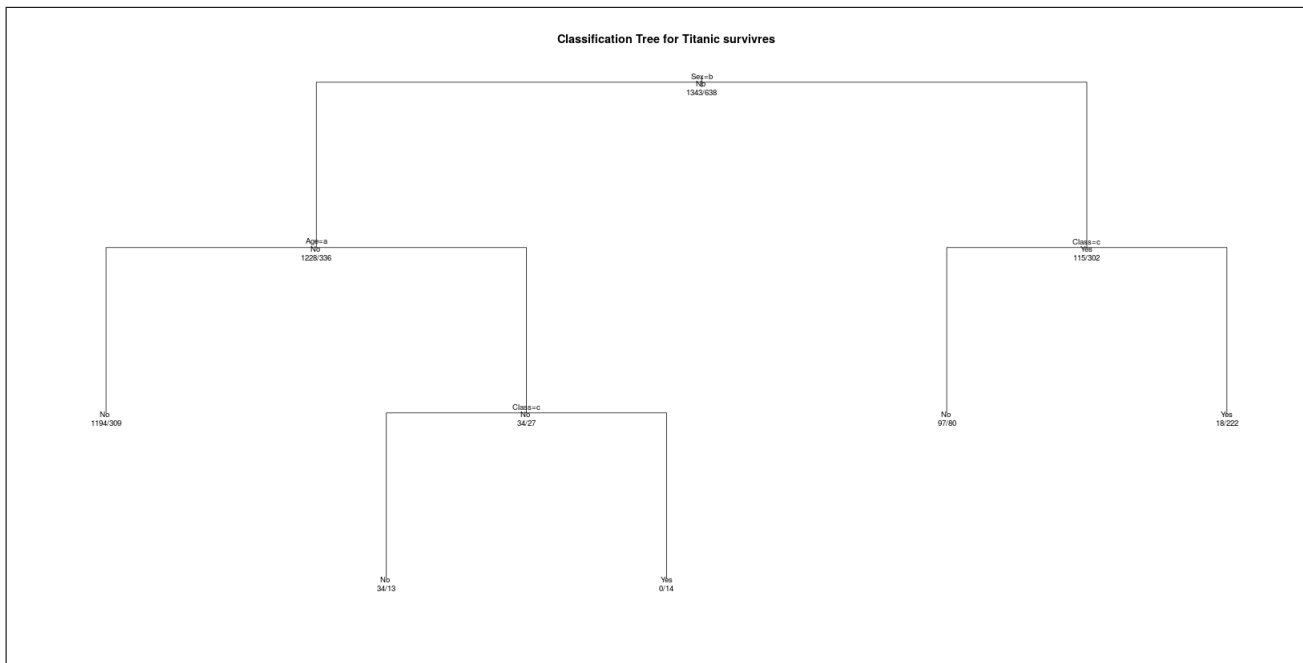 Classification Tree for Titanic survivres
Sex=b
No
1343/638
Age=a
No
1228/336
Class=c
Yes
115/302
No
1194/309
Class=c
No
34/27
No
97/80
Yes
18/222
No
34/13
Yes
0/14